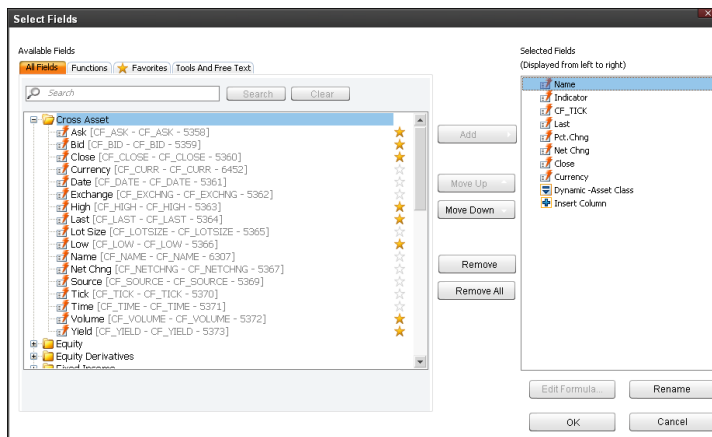 Select Fields
Available Fields
All Fields
Functions
Favorites
Tools And Free Text
Search
Search
Clear
Cross Asset
Ask [CF_ASK - CF_ASK - 5358]
Bid [CF_BID - CF_BID - 5359]
Close [CF_CLOSE - CF_CLOSE - 5360]
Currency [CF_CURR - CF_CURR - 6452]
Date [CF_DATE - CF_DATE - 5361]
Exchange [CF_EXCHNG - CF_EXCHNG - 5362]
High [CF_HIGH - CF_HIGH - 5363]
Last [CF_LAST - CF_LAST - 5364]
Lot Size [CF_LOTSIZE - CF_LOTSIZE - 5365]
Low [CF_LOW - CF_LOW - 5366]
Name [CF_NAME - CF_NAME - 6307]
Net Chng [CF_NETCHNG - CF_NETCHNG - 5367]
Source [CF_SOURCE - CF_SOURCE - 5369]
Tick [CF_TICK - CF_TICK - 5370]
Time [CF_TIME - CF_TIME - 5371]
Volume [CF_VOLUME - CF_VOLUME - 5372]
Yield [CF_YIELD - CF_YIELD - 5373]
Equity
Equity Derivatives
Fixed Income
Add
Move Up
Move Down
Remove
Remove All
Selected Fields
(Displayed from left to right)
Name
Indicator
CF_TICK
Last
Pct.Chng
Net Chng
Close
Currency
Dynamic -Asset Class
Insert Column
Edit Formula...
Rename
OK
Cancel